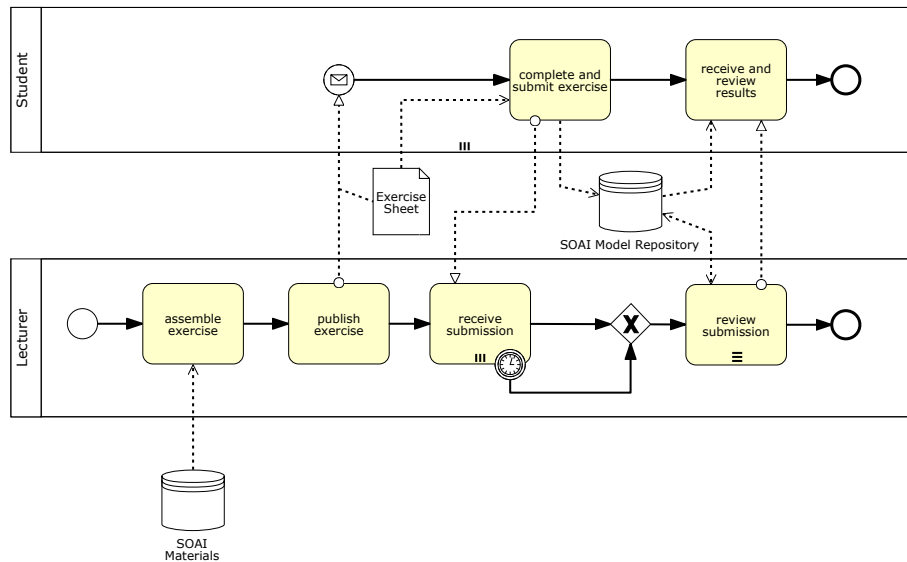 Student
complete and
submit exercise
receive and
review
results
Exercise
Sheet
SOAI Model Repository
Lecturer
assemble
exercise
publish
exercise
receive
submission
X
review
submission
SOAI
Materials